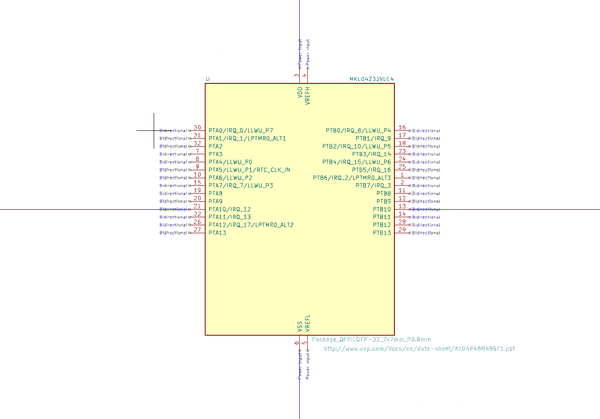 Power input Power input
3 4
U MKL04Z32VLC4
VDD VREFH
Bidirectional 30 PTA0/IRQ_0/LLWU_P7 PTB0/IRQ_8/LLWU_P4 16 Bidirectional
Bidirectional 31 PTA1/IRQ_1/LPTMR0_ALT1 PTB1/IRQ_9 17 Bidirectional
Bidirectional 32 PTA2 PTB2/IRQ_10/LLWU_P5 18 Bidirectional
Bidirectional 7 PTA3 PTB3/IRQ_14 23 Bidirectional
Bidirectional 8 PTA4/LLWU_P0 PTB4/IRQ_15/LLWU_P6 24 Bidirectional
Bidirectional 9 PTA5/LLWU_P1/RTC_CLK_IN PTB5/IRQ_16 25 Bidirectional
Bidirectional 10 PTA6/LLWU_P2 PTB6/IRQ_2/LPTMR0_ALT3 1 Bidirectional
Bidirectional 15 PTA7/IRQ_7/LLWU_P3 PTB7/IRQ_3 2 Bidirectional
Bidirectional 19 PTA8 PTB8 11 Bidirectional
Bidirectional 20 PTA9 PTB9 12 Bidirectional
Bidirectional 21 PTA10/IRQ_12 PTB10 13 Bidirectional
Bidirectional 22 PTA11/IRQ_13 PTB11 14 Bidirectional
Bidirectional 26 PTA12/IRQ_17/LPTMR0_ALT2 PTB12 28 Bidirectional
Bidirectional 27 PTA13 PTB13 29 Bidirectional
VSS VREFL
Package_QFP:LQFP-32_7x7mm_P0.8mm
6 5
http://www.nxp.com/docs/en/data-sheet/KL04P48M48SF1.pdf
Power input Power input